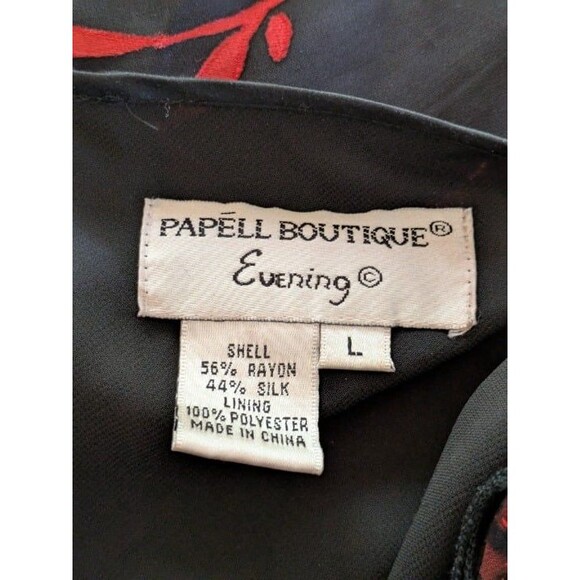 PAPÉLL BOUTIQUE®
Evening ©
L
SHELL
56% RAYON
44% SILK
LINING
100% POLYESTER
MADE IN CHINA